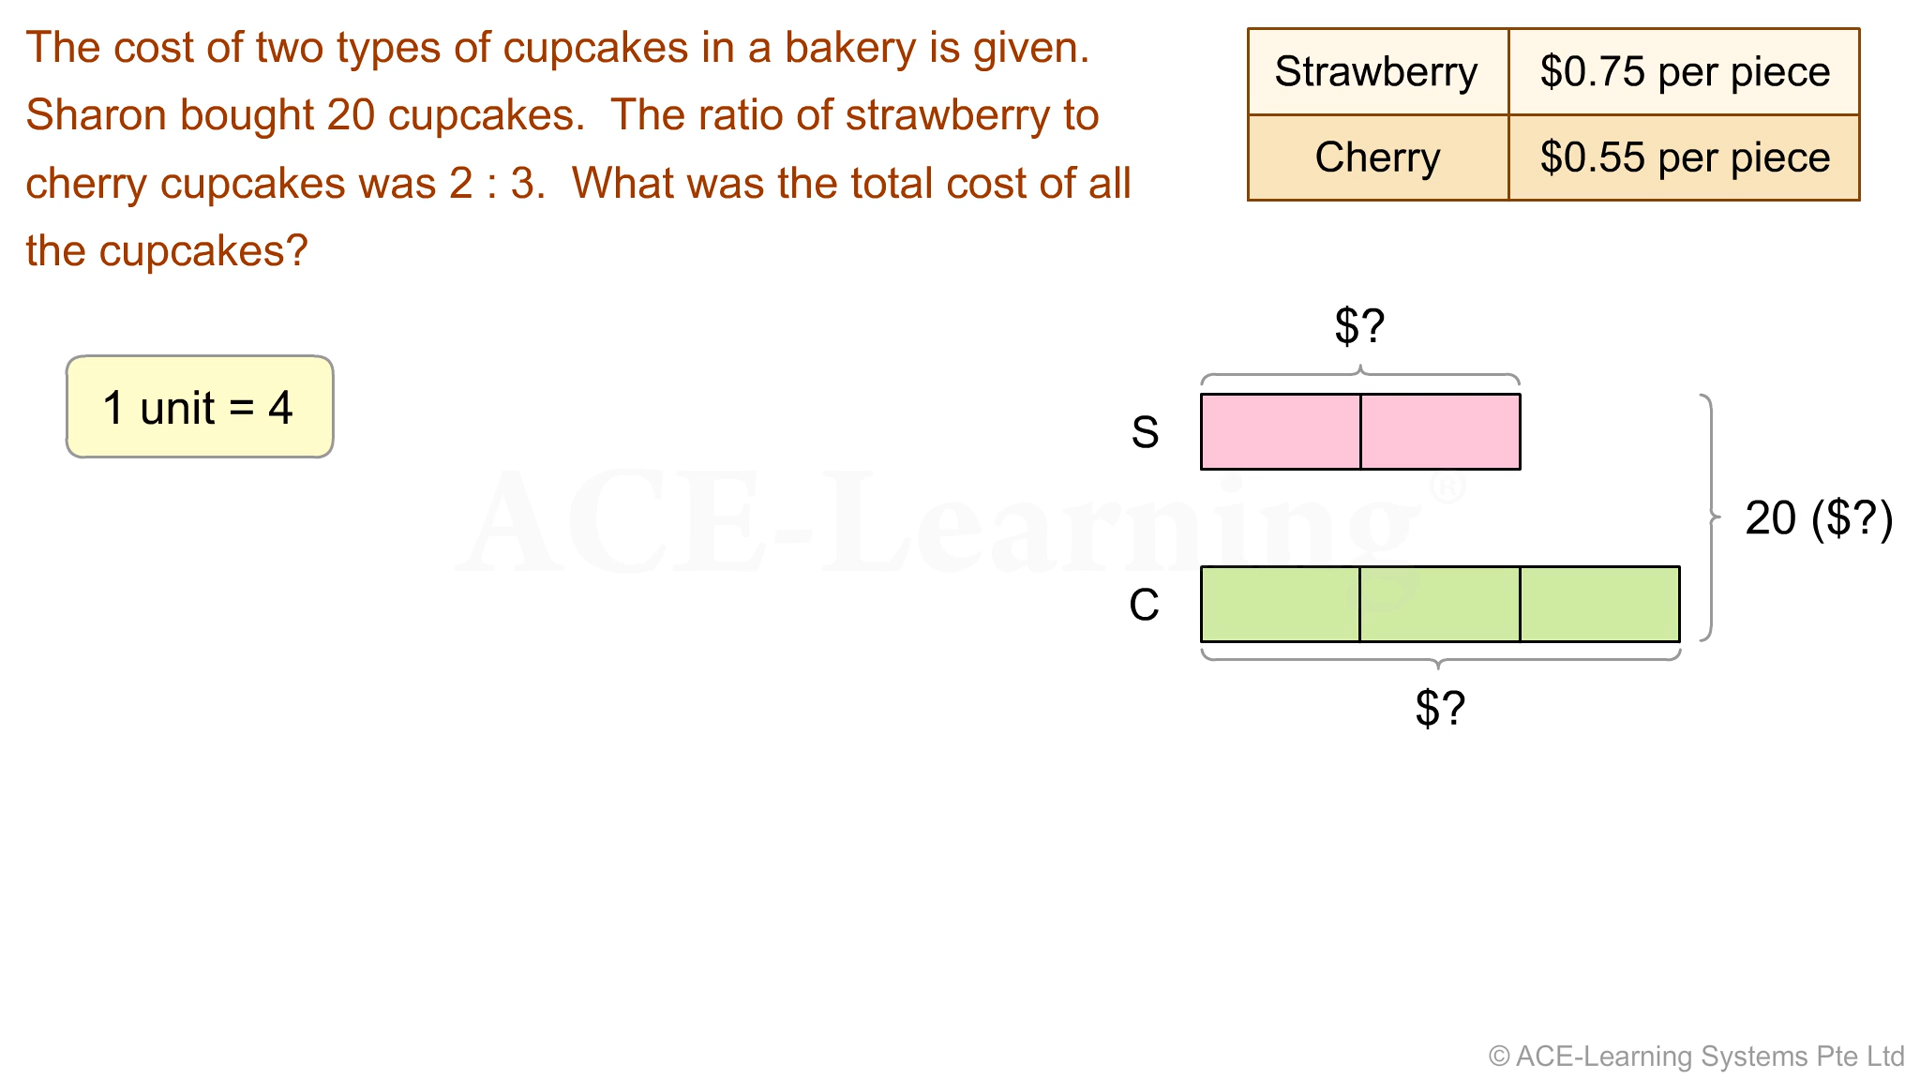 The cost of two types of cupcakes in a bakery is given.
Sharon bought 20 cupcakes.  The ratio of strawberry to
cherry cupcakes was 2 : 3.  What was the total cost of all
the cupcakes?
Strawberry $0.75 per piece
Cherry $0.55 per piece
1 unit = 4
$?
S
20 ($?)
C
$?
ACE-Learning®
© ACE-Learning Systems Pte Ltd